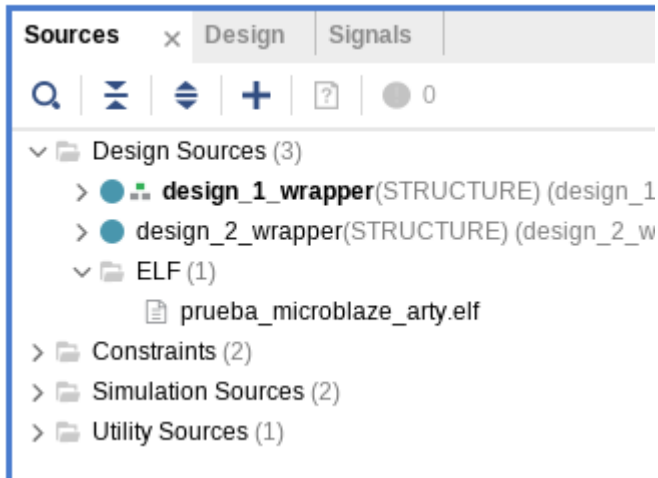 Sources × Design Signals
? 0
Design Sources (3)
design_1_wrapper(STRUCTURE) (design_1
design_2_wrapper(STRUCTURE) (design_2_w
ELF (1)
prueba_microblaze_arty.elf
Constraints (2)
Simulation Sources (2)
Utility Sources (1)